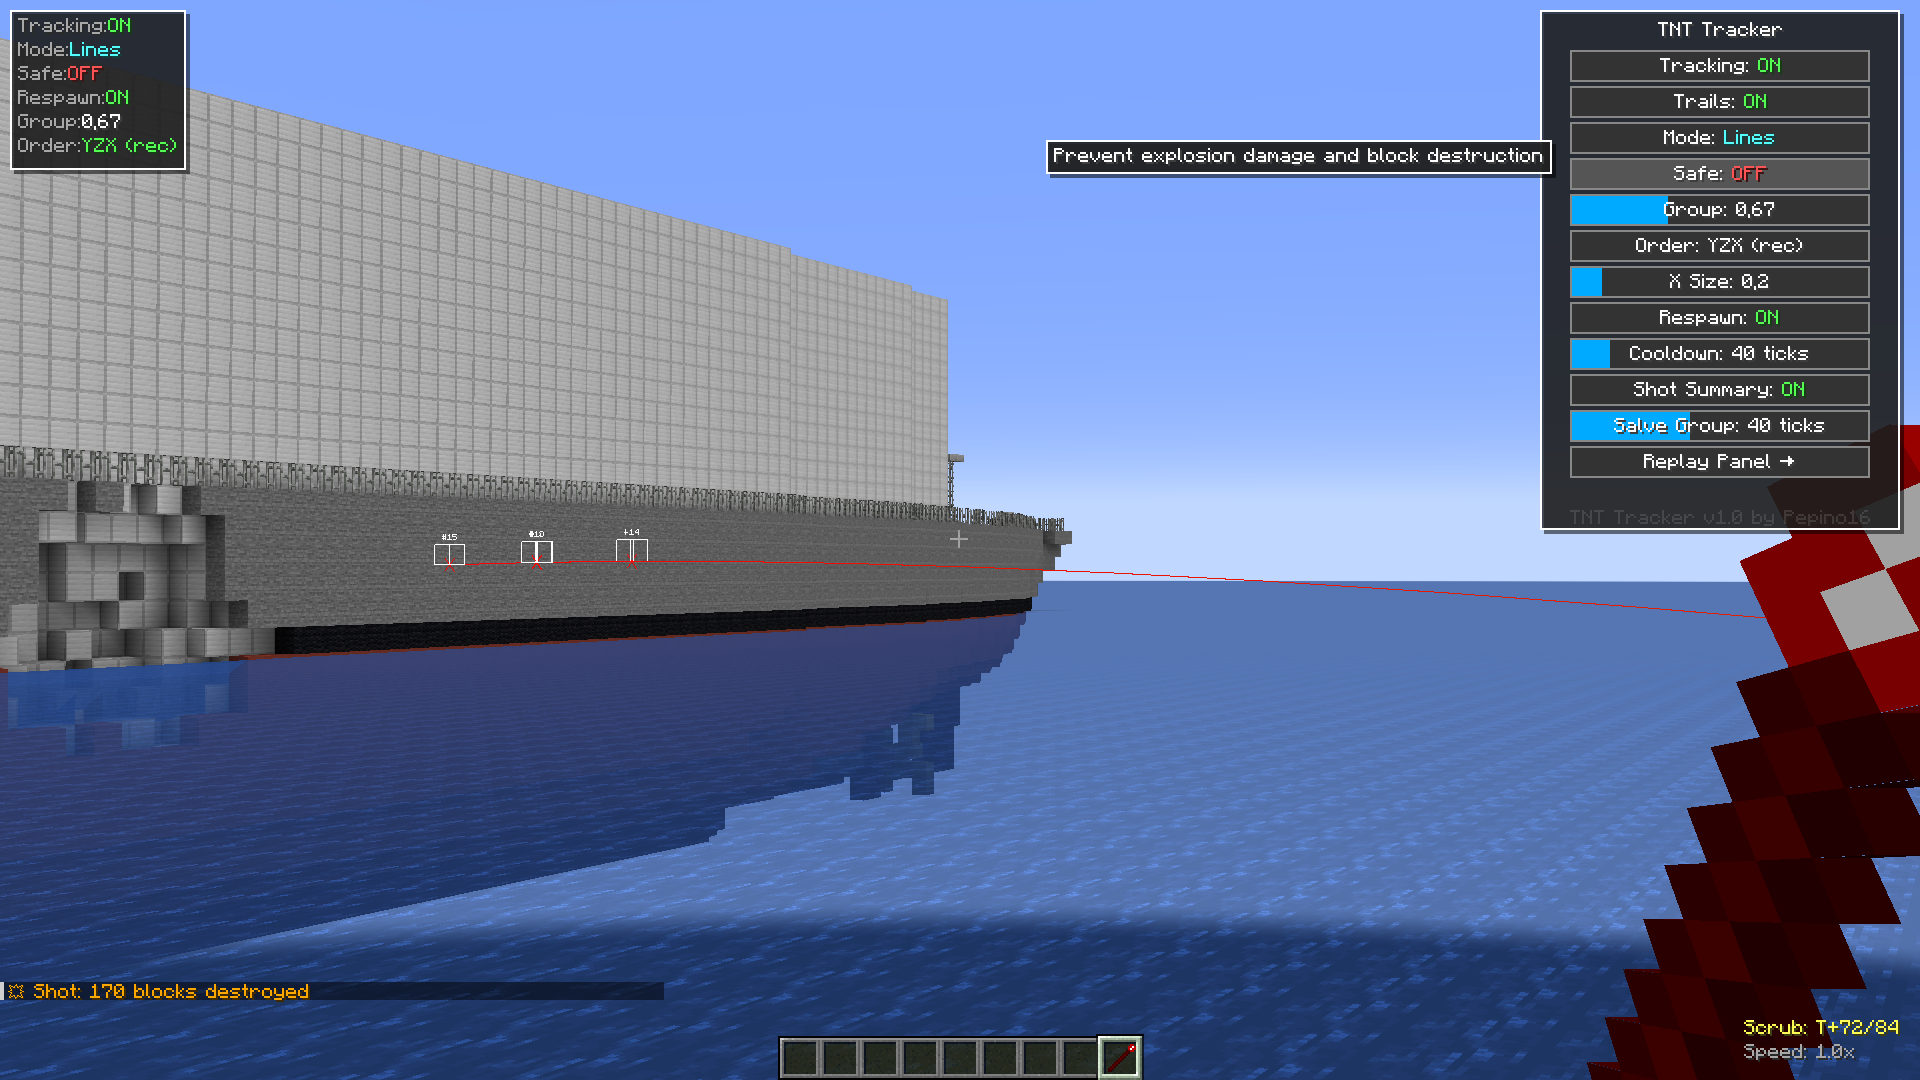 Tracking:ON
Mode:Lines
Safe:OFF
Respawn:ON
Group:0,67
Order:YZX (rec)
TNT Tracker
Tracking: ON
Trails: ON
Mode: Lines
Prevent explosion damage and block destruction
Safe: OFF
Group: 0,67
Order: YZX (rec)
X Size: 0,2
Respawn: ON
Cooldown: 40 ticks
Shot Summary: ON
Salve Group: 40 ticks
Replay Panel →
TNT Tracker v1.0 by Pepino16
#15
#14
Shot: 170 blocks destroyed
Scrub: T+72/84
Speed: 1.0x